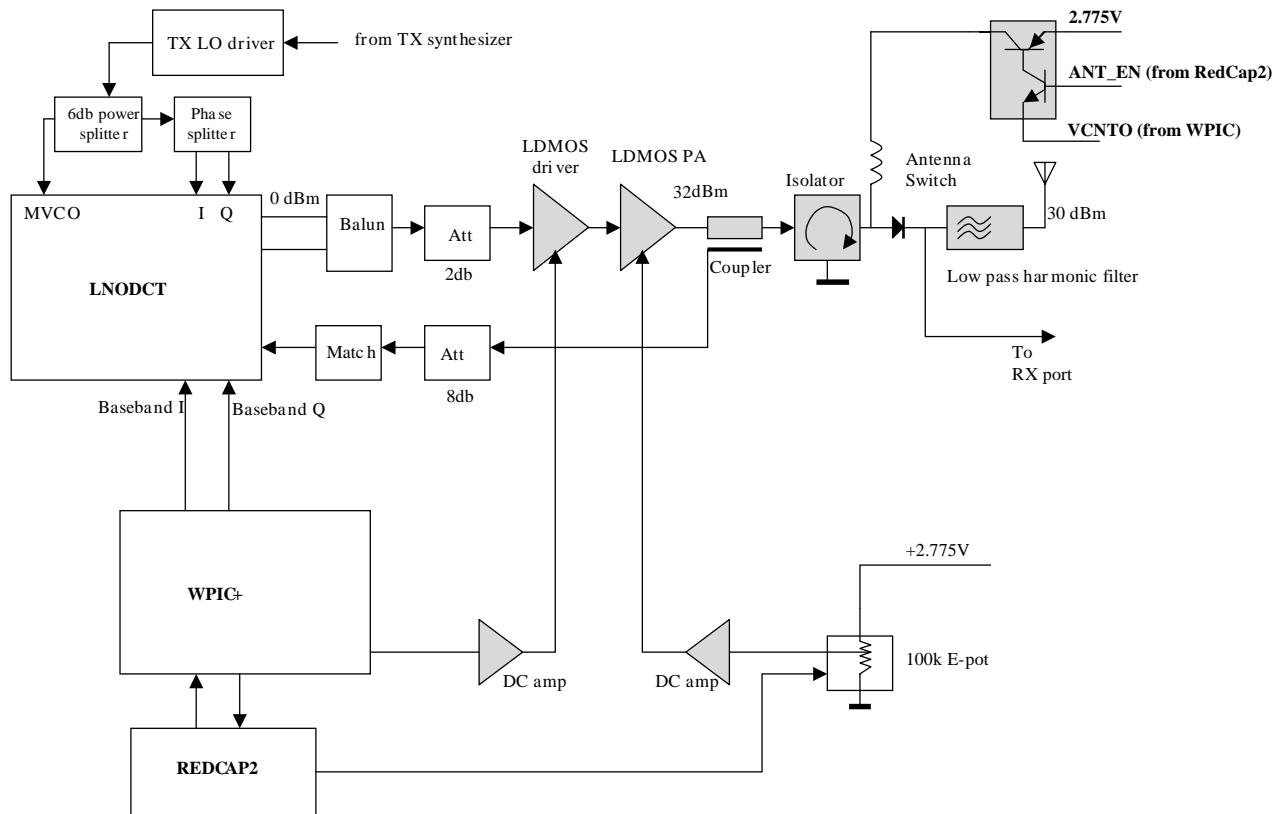 TX LO driver
from TX synthesizer
2.775V
ANT_EN (from RedCap2)
VCNTO (from WPIC)
6db power
splitter
Phase
splitter
LDMOS
driver
LDMOS PA
Antenna
Switch
Isolator
MVCO
I
Q
0 dBm
32dBm
30 dBm
Balun
Att
2db
Coupler
Low pass harmonic filter
LNODCT
Match
Att
8db
To
RX port
Baseband I
Baseband Q
+2.775V
WPIC+
100k E-pot
DC amp
DC amp
REDCAP2